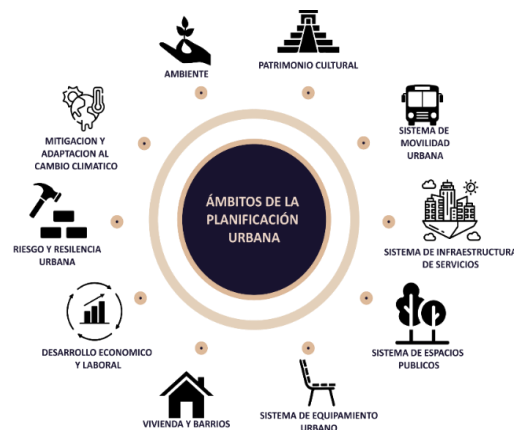 AMBIENTE
PATRIMONIO CULTURAL
SISTEMA DE
MOVILIDAD
URBANA
SISTEMA DE INFRAESTRUCTURA
DE SERVICIOS
SISTEMA DE ESPACIOS
PUBLICOS
SISTEMA DE EQUIPAMIENTO
URBANO
VIVIENDA Y BARRIOS
DESARROLLO ECONOMICO
Y LABORAL
RIESGO Y RESILENCIA
URBANA
MITIGACION Y
ADAPTACION AL
CAMBIO CLIMATICO
ÁMBITOS DE LA
PLANIFICACIÓN
URBANA